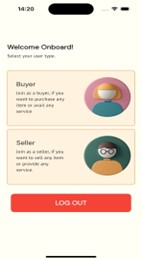 14:20
Welcome Onboard!
Select your user type.
Buyer
Join as a buyer, if you
want to purchase any
item or avail any
service
Seller
Join as a seller, if you
want to sell any item
or provide any
service.
LOG OUT